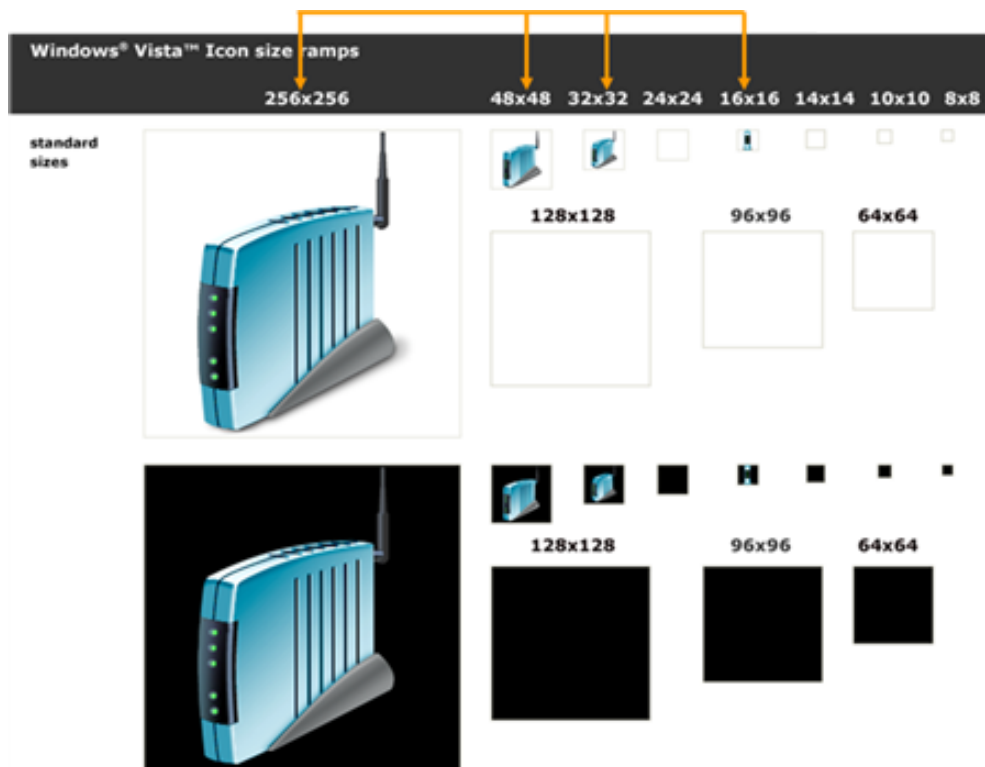 Windows® Vista™ Icon size ramps
256x256 48x48 32x32 24x24 16x16 14x14 10x10 8x8
standard
sizes
128x128 96x96 64x64
128x128 96x96 64x64